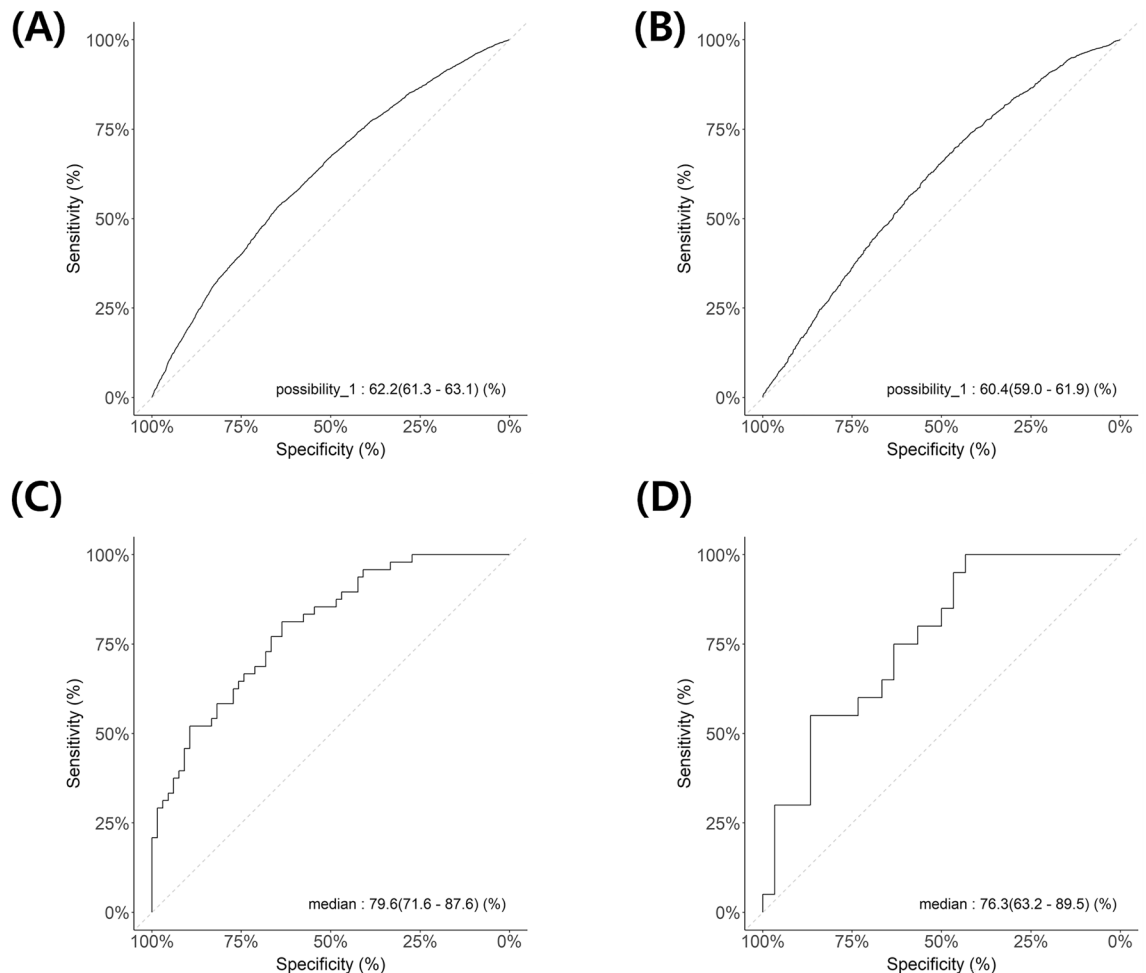 (A)
100%
75%
50%
25%
0%
Sensitivity (%)
possibility_1 : 62.2(61.3 - 63.1) (%)
100% 75% 50% 25% 0%
Specificity (%)
(B)
100%
75%
50%
25%
0%
Sensitivity (%)
possibility_1 : 60.4(59.0 - 61.9) (%)
100% 75% 50% 25% 0%
Specificity (%)
(C)
100%
75%
50%
25%
0%
Sensitivity (%)
median : 79.6(71.6 - 87.6) (%)
100% 75% 50% 25% 0%
Specificity (%)
(D)
100%
75%
50%
25%
0%
Sensitivity (%)
median : 76.3(63.2 - 89.5) (%)
100% 75% 50% 25% 0%
Specificity (%)